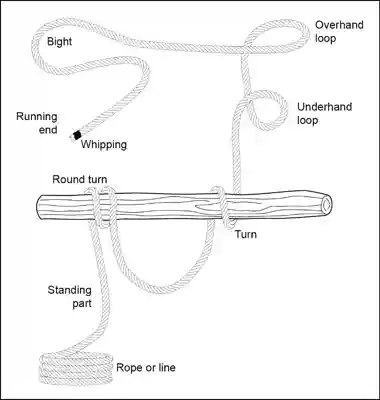 Overhand
loop
Bight
Underhand
loop
Running
end
Whipping
Round turn
Turn
Standing
part
Rope or line